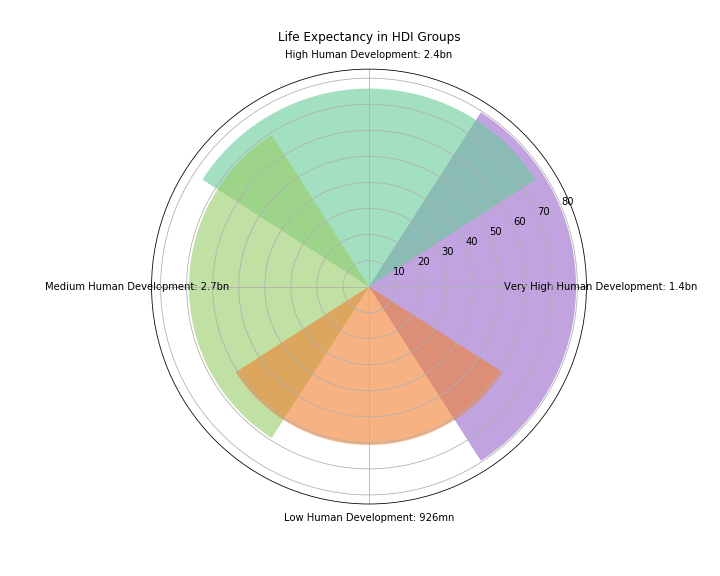 Life Expectancy in HDI Groups
High Human Development: 2.4bn
80
70
60
50
40
30
20
10
Medium Human Development: 2.7bn
Very High Human Development: 1.4bn
Low Human Development: 926mn